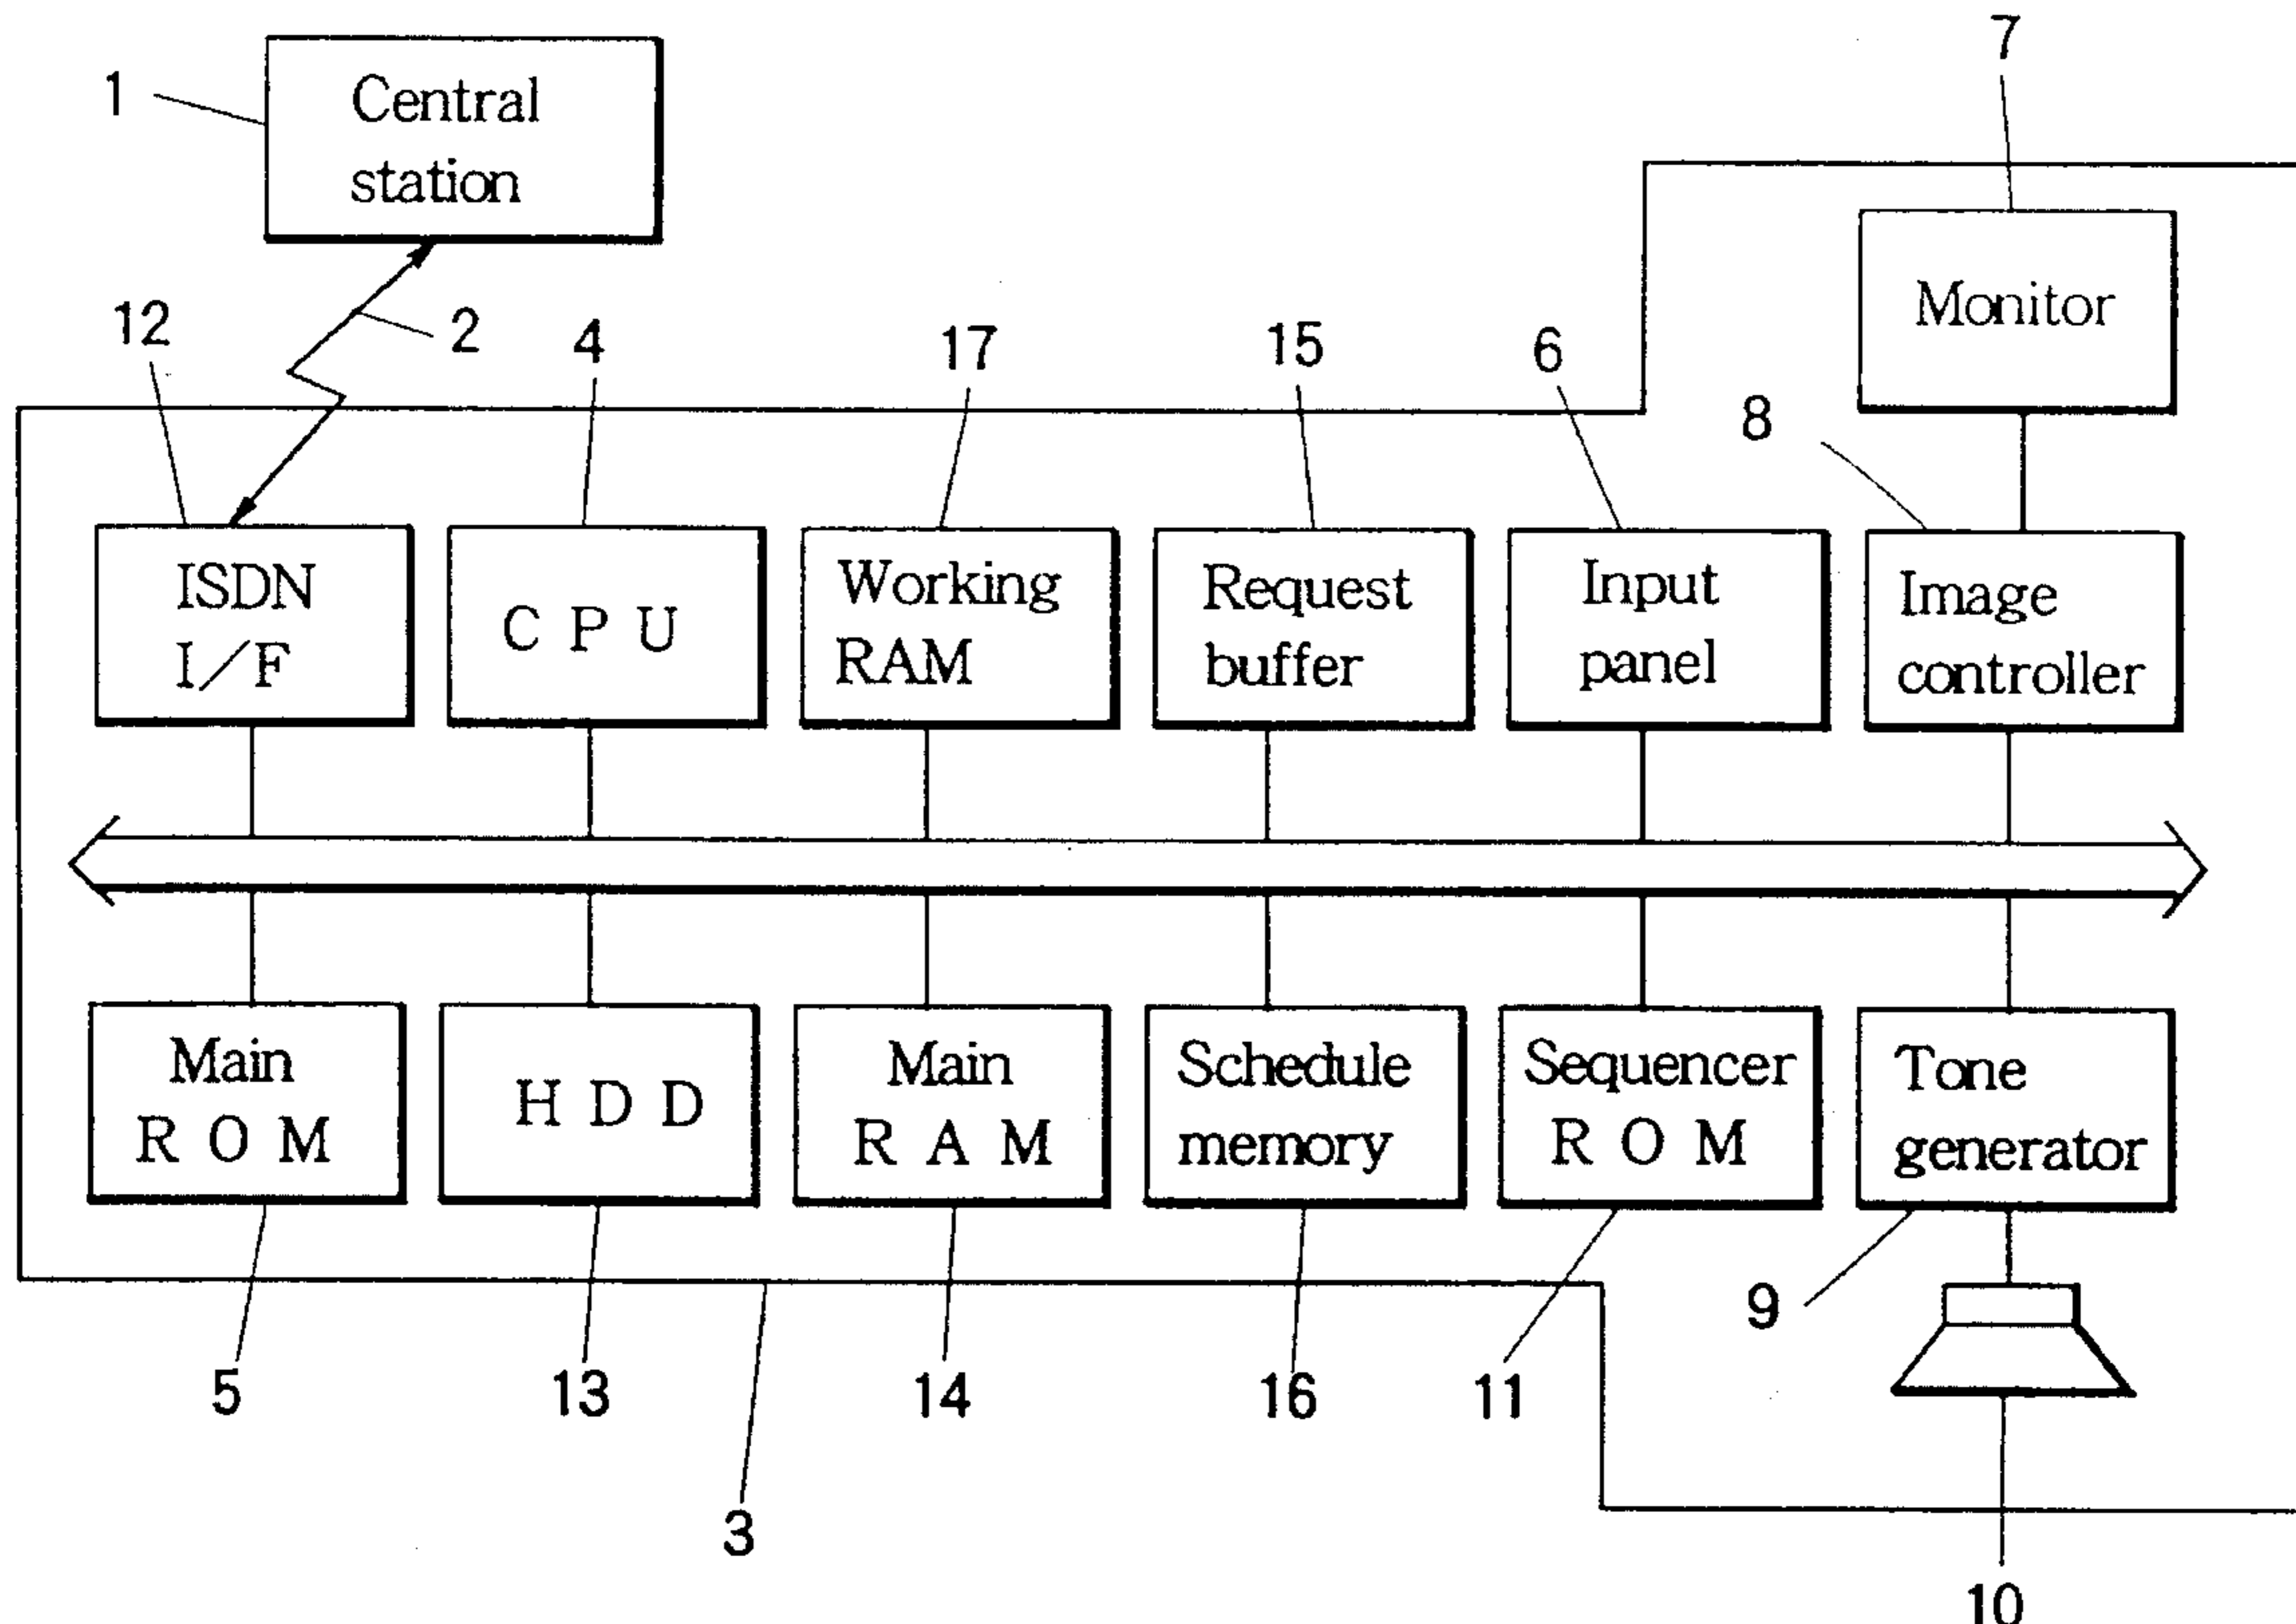 7
1
Central
station
Monitor
12
2
4
17
15
6
8
ISDN
I/F
C P U
Working
RAM
Request
buffer
Input
panel
Image
controller
Main
R O M
H D D
Main
R A M
Schedule
memory
Sequencer
R O M
Tone
generator
9
5
13
14
16
11
3
10